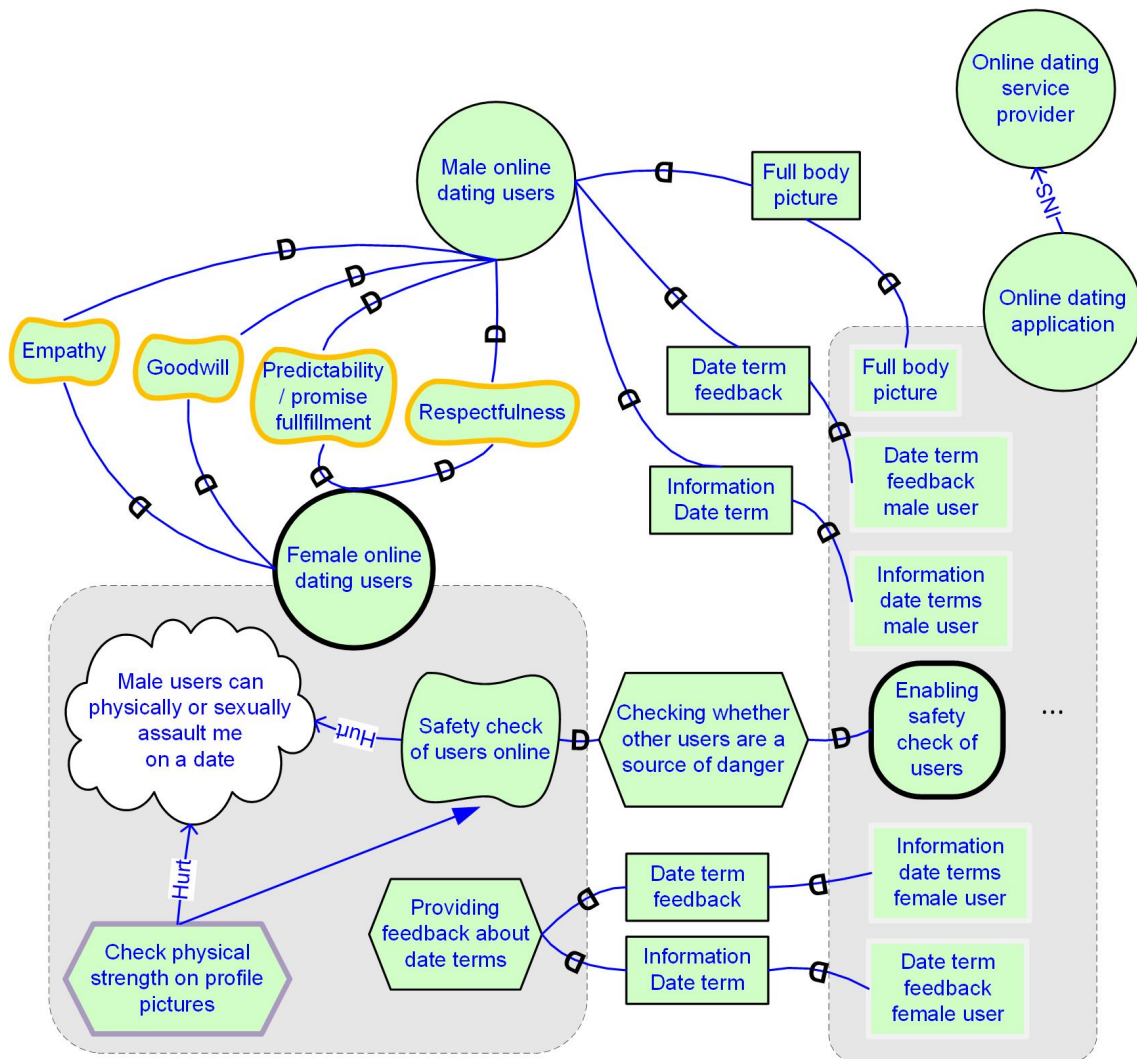 Online dating
service
provider
Male online
dating users
D
Full body
picture
INS
D
D
D
D
D
D
D
D
D
Online dating
application
Empathy
Goodwill
Predictability
/ promise
fullfillment
Respectfulness
Date term
feedback
Full body
picture
D
D
D
D
D
D
Date term
feedback
male user
Information
Date term
D
Female online
dating users
Information
date terms
male user
Male users can
physically or sexually
assault me
on a date
Hurt
Safety check
of users online
D
Checking whether
other users are a
source of danger
D
Enabling
safety
check of
users
...
Hurt
Date term
feedback
D
D
Information
date terms
female user
Providing
feedback about
date terms
Check physical
strength on profile
pictures
D
Information
Date term
D
Date term
feedback
female user